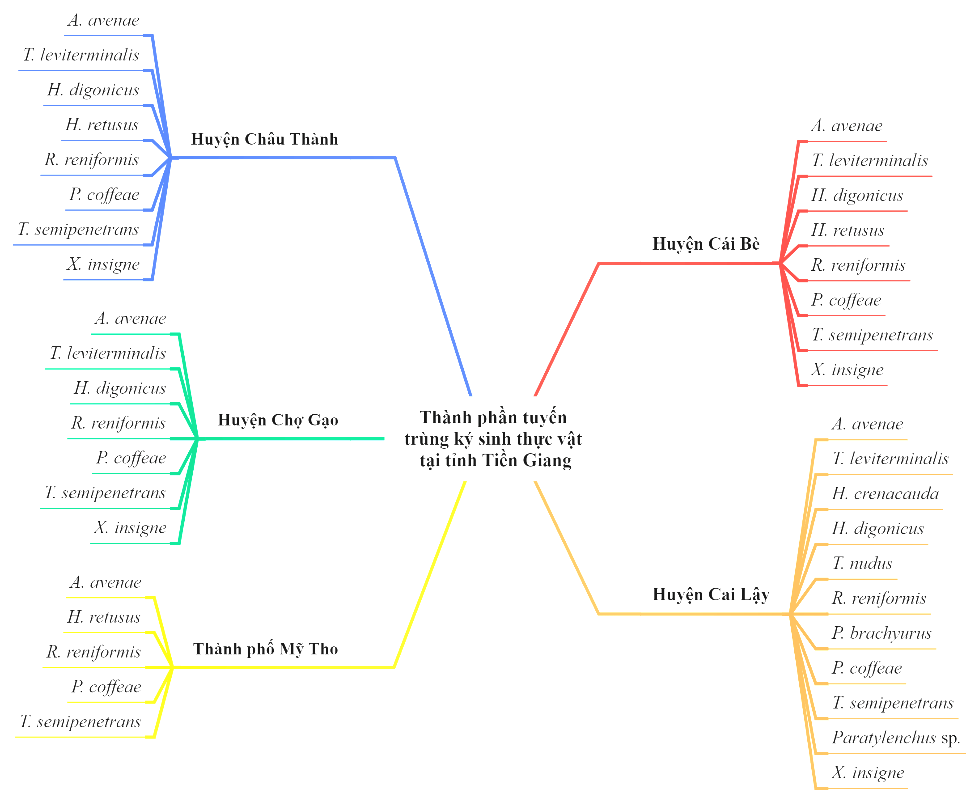 A. avenae
T. leviterminalis
H. digonicus
H. retusus
R. reniformis
P. coffeae
T. semipenetrans
X. insigne
Huyện Châu Thành
A. avenae
T. leviterminalis
H. digonicus
R. reniformis
P. coffeae
T. semipenetrans
X. insigne
Huyện Chợ Gạo
A. avenae
H. retusus
R. reniformis
P. coffeae
T. semipenetrans
Thành phố Mỹ Tho
Thành phần tuyến
trùng ký sinh thực vật
tại tỉnh Tiền Giang
Huyện Cái Bè
A. avenae
T. leviterminalis
H. digonicus
H. retusus
R. reniformis
P. coffeae
T. semipenetrans
X. insigne
Huyện Cai Lậy
A. avenae
T. leviterminalis
H. crenacauda
H. digonicus
T. nudus
R. reniformis
P. brachyurus
P. coffeae
T. semipenetrans
Paratylenchus sp.
X. insigne